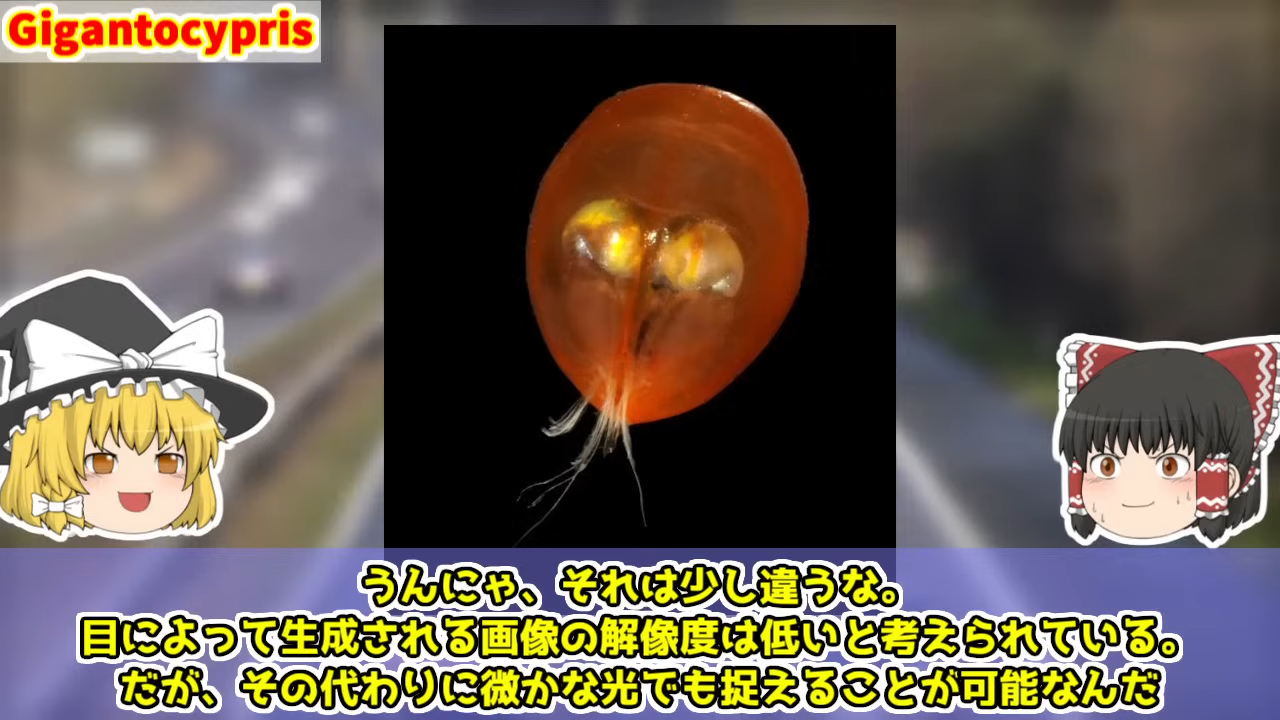 Gigantocypris
うんにゃ、それは少し違うな。
目によって生成される画像の解像度は低いと考えられている。
だが、その代わりに微かな光でも捉えることが可能なんだ